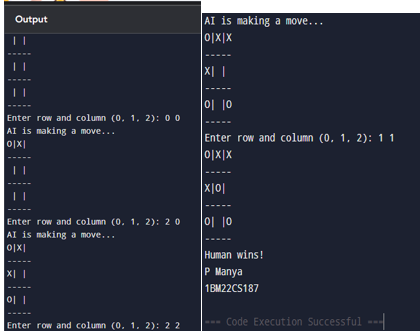 Output
| |
-----
| |
-----
| |
-----
Enter row and column (0, 1, 2): 0 0
AI is making a move...
O|X|
-----
| |
-----
| |
-----
Enter row and column (0, 1, 2): 2 0
AI is making a move...
O|X|
-----
X| |
-----
O| |
-----
Enter row and column (0, 1, 2): 2 2
AI is making a move...
O|X|X
-----
X| |
-----
O| |O
-----
Enter row and column (0, 1, 2): 1 1
O|X|X
-----
X|O|
-----
O| |O
-----
Human wins!
P Manya
1BM22CS187
=== Code Execution Successful ===